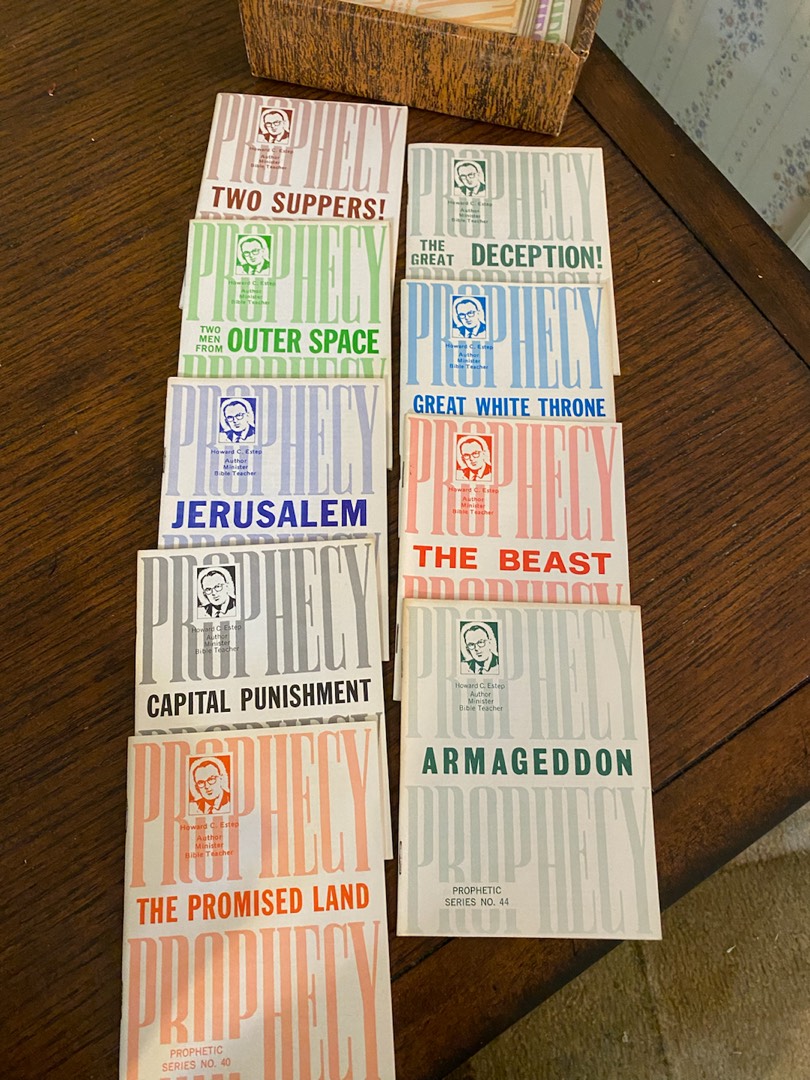 PROPHECY
Howard C. Estep
Author
Minister
Bible Teacher
TWO SUPPERS!
PROPHECY
Howard C. Estep
Author
Minister
Bible Teacher
TWO
MEN
FROM
OUTER SPACE
PROPHECY
Howard C. Estep
Author
Minister
Bible Teacher
JERUSALEM
PROPHECY
Howard C. Estep
Author
Minister
Bible Teacher
CAPITAL PUNISHMENT
PROPHECY
Howard C. Estep
Author
Minister
Bible Teacher
THE PROMISED LAND
PROPHECY
PROPHETIC
SERIES NO. 40
PROPHECY
Howard C. Estep
Author
Minister
Bible Teacher
THE
GREAT
DECEPTION!
PROPHECY
Howard C. Estep
Author
Minister
Bible Teacher
GREAT WHITE THRONE
PROPHECY
Howard C. Estep
Author
Minister
Bible Teacher
THE BEAST
PROPHECY
PROPHECY
Howard C. Estep
Author
Minister
Bible Teacher
ARMAGEDDON
PROPHECY
PROPHETIC
SERIES NO. 44